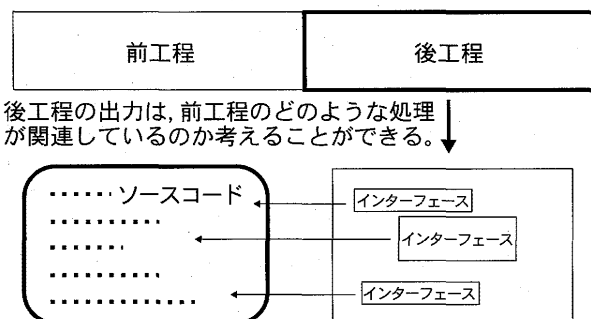 前工程
後工程
後工程の出力は,前工程のどのような処理
が関連しているのか考えることができる。
ソースコード
インターフェース
インターフェース
インターフェース